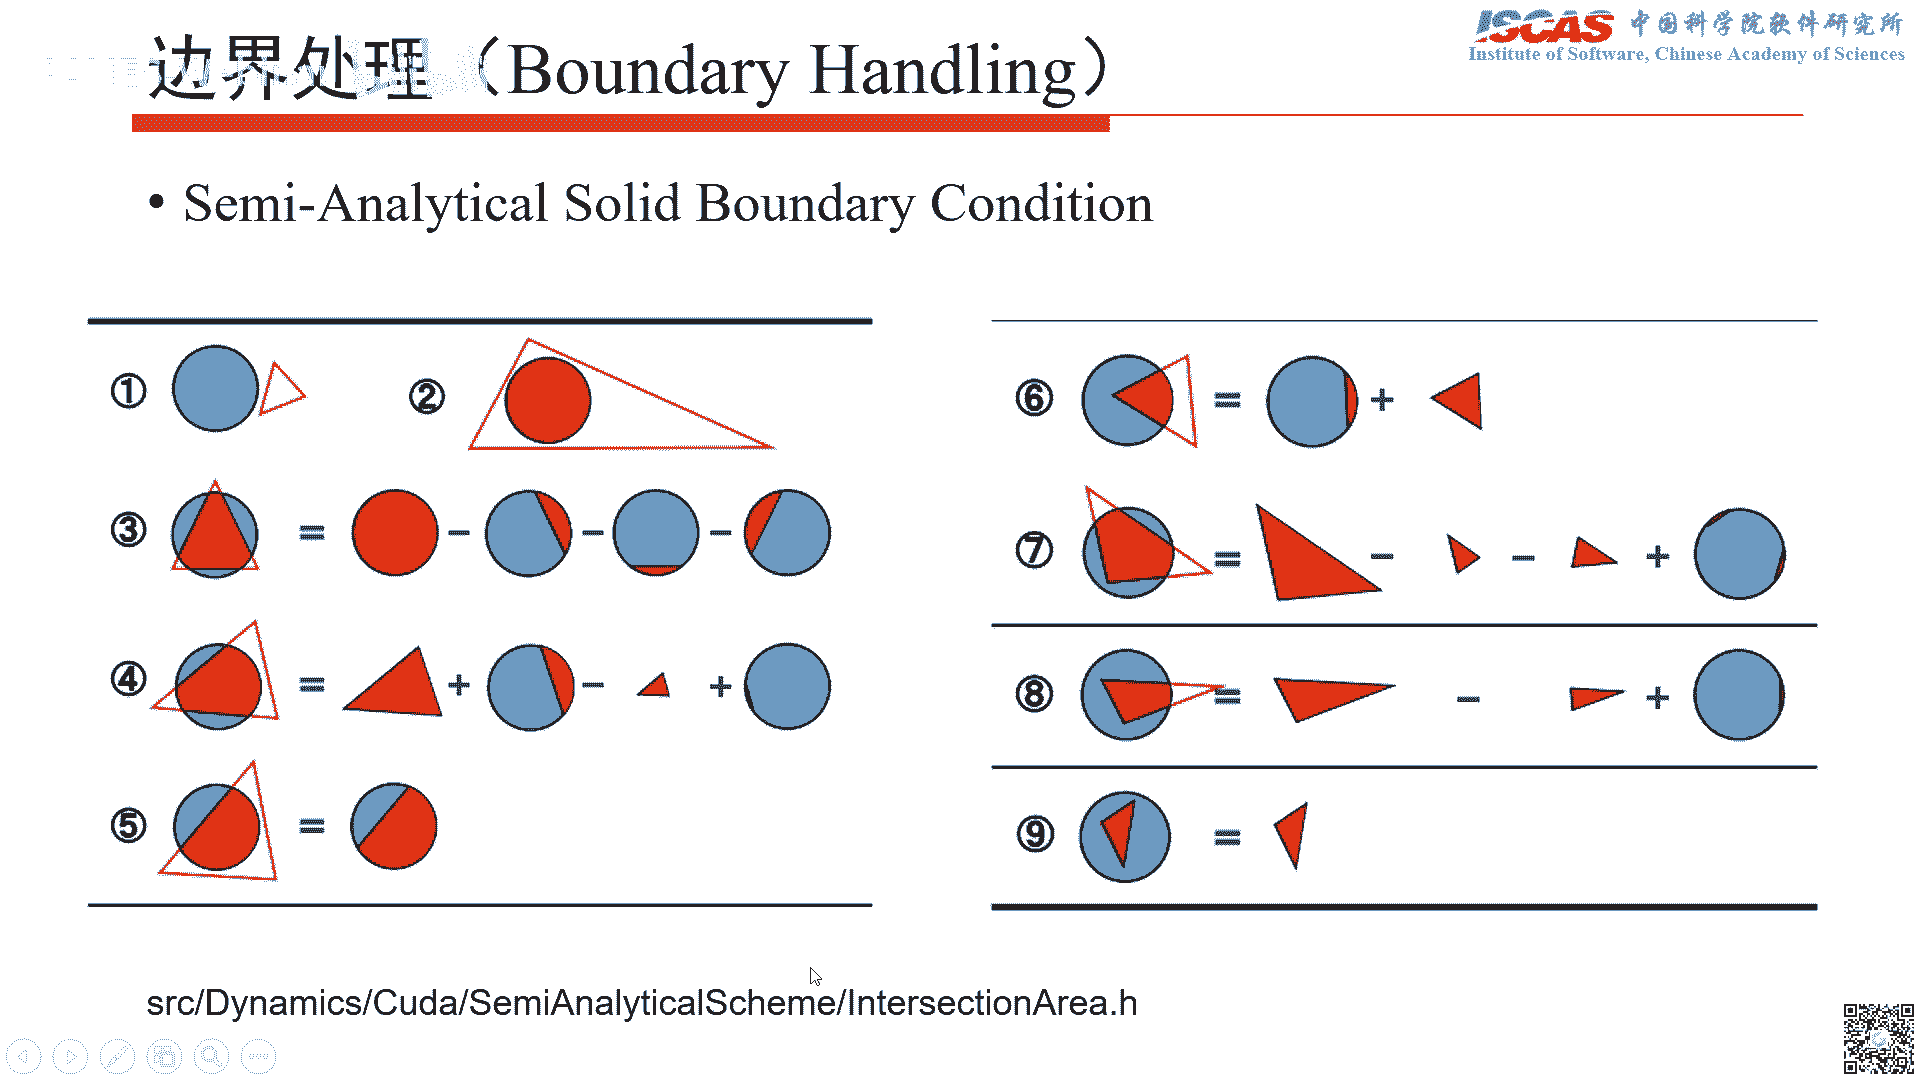 边界处理（Boundary Handling）
ISCAS 中国科学院软件研究所
Institute of Software, Chinese Academy of Sciences
• Semi-Analytical Solid Boundary Condition
① ②
③ = − − −
④ = + − +
⑤ =
⑥ = +
⑦ = − − +
⑧ = − +
⑨ =
src/Dynamics/Cuda/SemiAnalyticalScheme/IntersectionArea.h